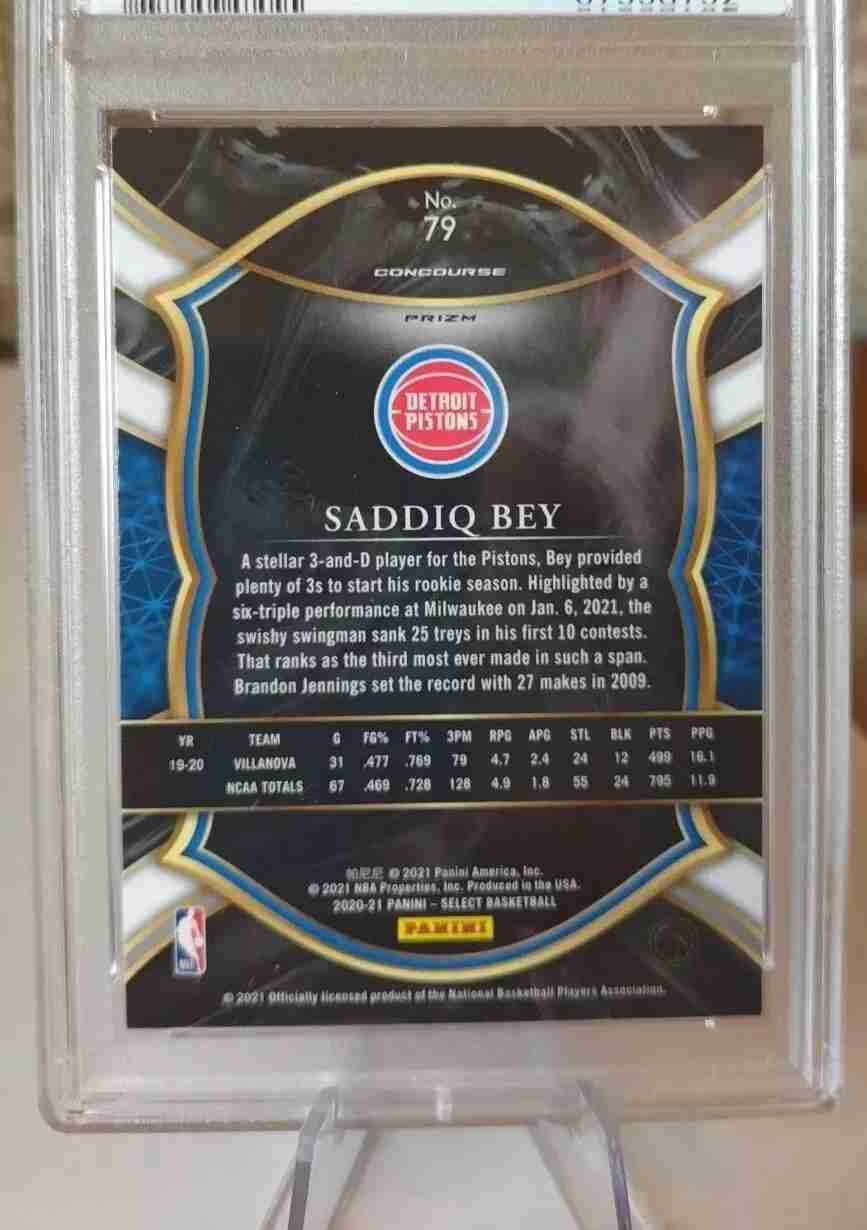 No.
79
CONCOURSE
PRIZM
DETROIT
PISTONS
SADDIQ BEY
A stellar 3-and-D player for the Pistons, Bey provided
plenty of 3s to start his rookie season. Highlighted by a
six-triple performance at Milwaukee on Jan. 6, 2021, the
swishy swingman sank 25 treys in his first 10 contests.
That ranks as the third most ever made in such a span.
Brandon Jennings set the record with 27 makes in 2009.
YR TEAM G FG% FT% 3PM RPG APG STL BLK PTS PPG
19-20 VILLANOVA 31 .477 .769 79 4.7 2.4 24 12 499 16.1
NCAA TOTALS 67 .469 .728 128 4.9 1.8 55 24 795 11.9
帕尼尼 © 2021 Panini America, Inc.
© 2021 NBA Properties, Inc. Produced in the USA.
2020-21 PANINI – SELECT BASKETBALL
PANINI
© 2021 Officially licensed product of the National Basketball Players Association.